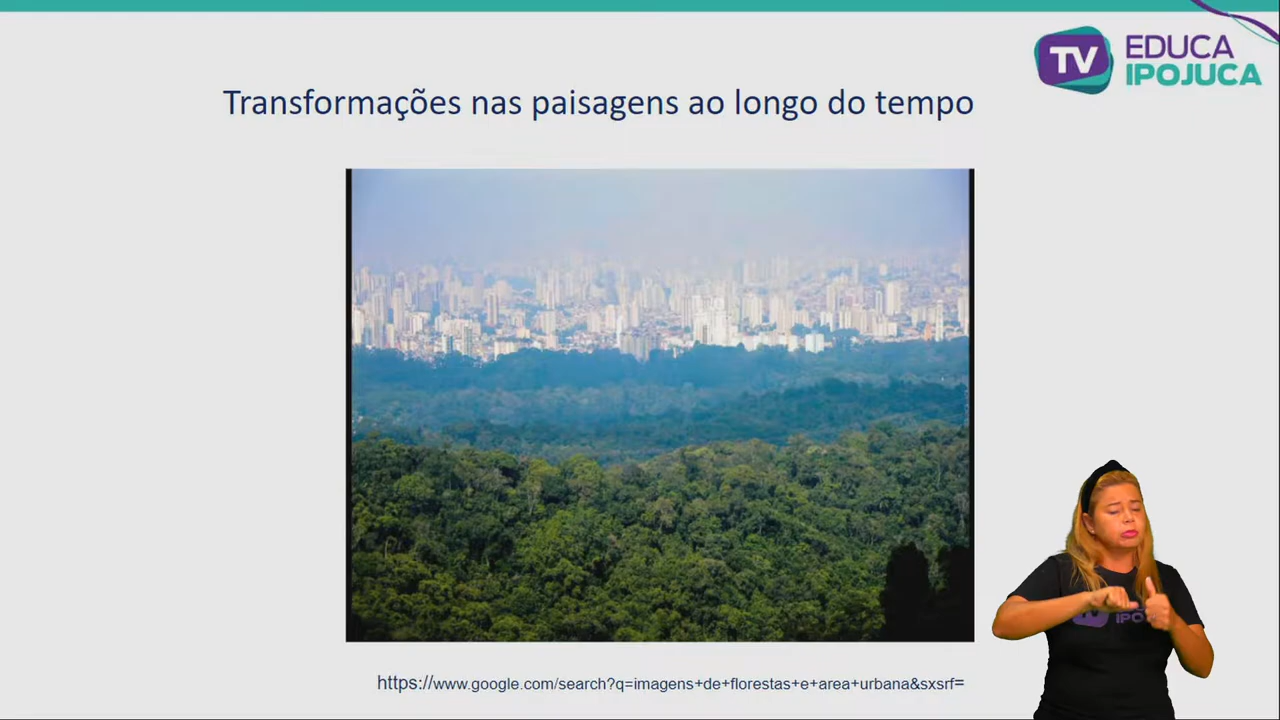 TV EDUCA
IPOJUCA
Transformações nas paisagens ao longo do tempo
https://www.google.com/search?q=imagens+de+florestas+e+area+urbana&sxsrf=